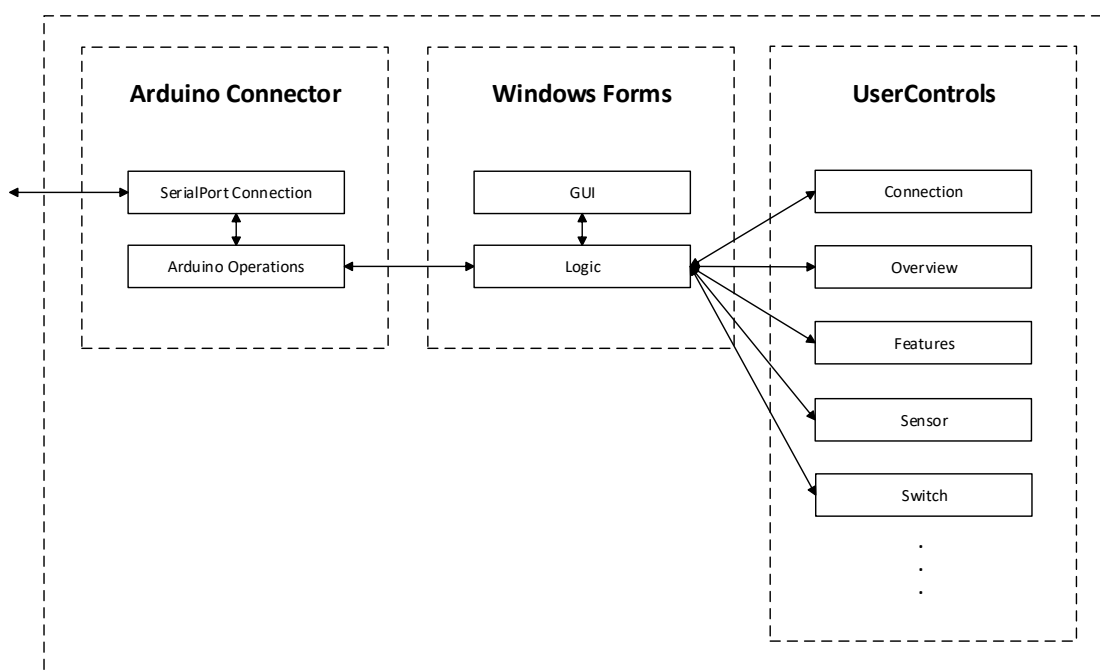 Arduino Connector
SerialPort Connection
Arduino Operations
Windows Forms
GUI
Logic
UserControls
Connection
Overview
Features
Sensor
Switch
.
.
.